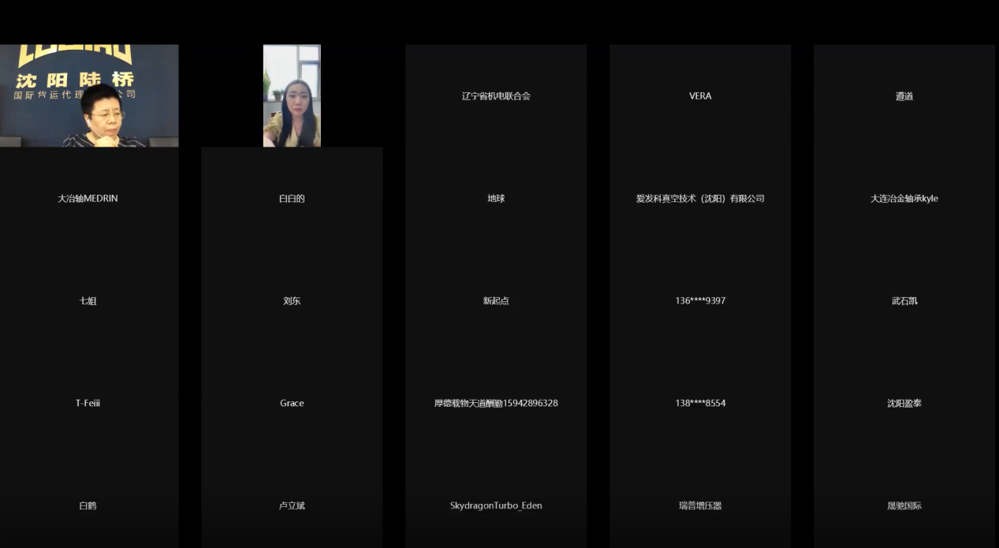 沈阳陆桥
国际货运代理
公司
辽宁省机电联合会
VERA
遵道
大冶轴MEDRIN
白白的
地球
爱发科真空技术（沈阳）有限公司
大连冶金轴承kyle
七姐
刘东
新起点
136****9397
武石凯
T-Feiii
Grace
厚德载物天道酬勤15942896328
138****8554
沈阳盈泰
白鹤
卢立斌
SkydragonTurbo_Eden
瑞普增压器
晟驰国际